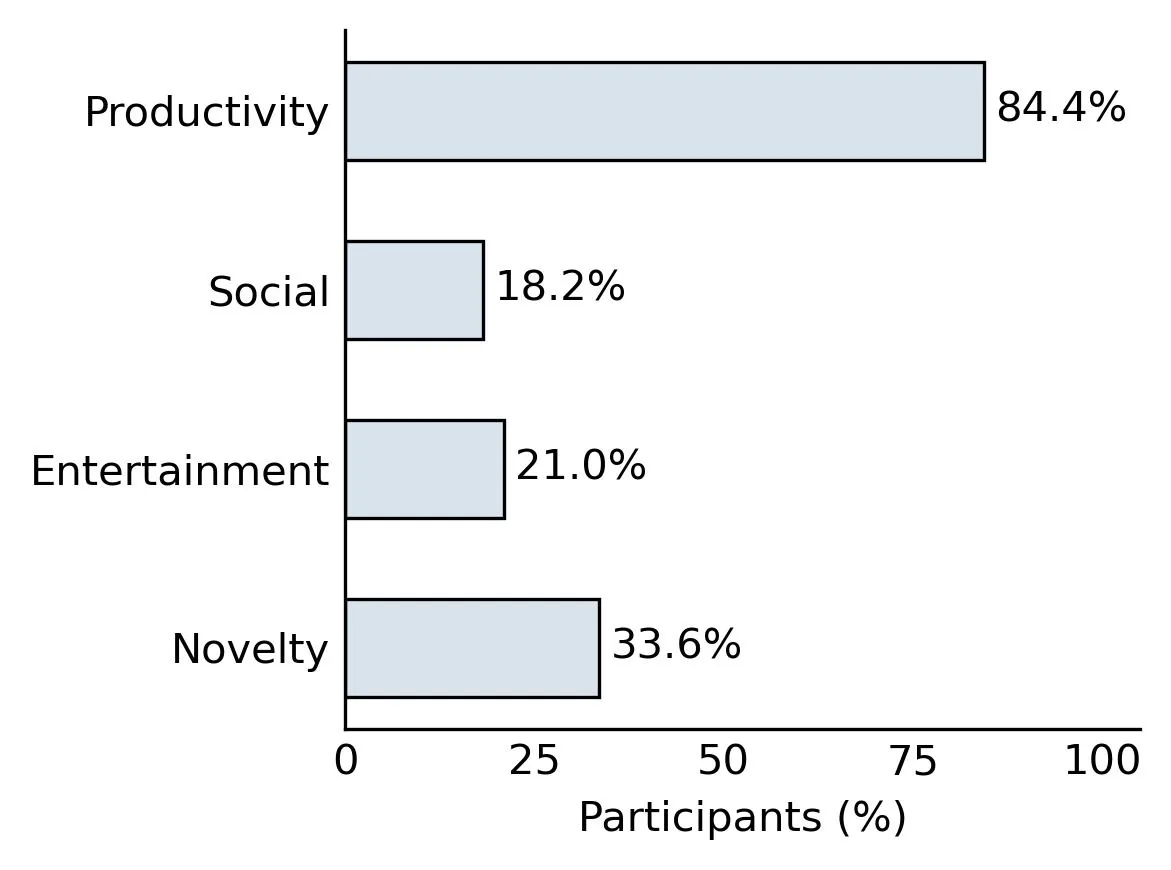 Productivity 84.4%
Social 18.2%
Entertainment 21.0%
Novelty 33.6%
0 25 50 75 100
Participants (%)